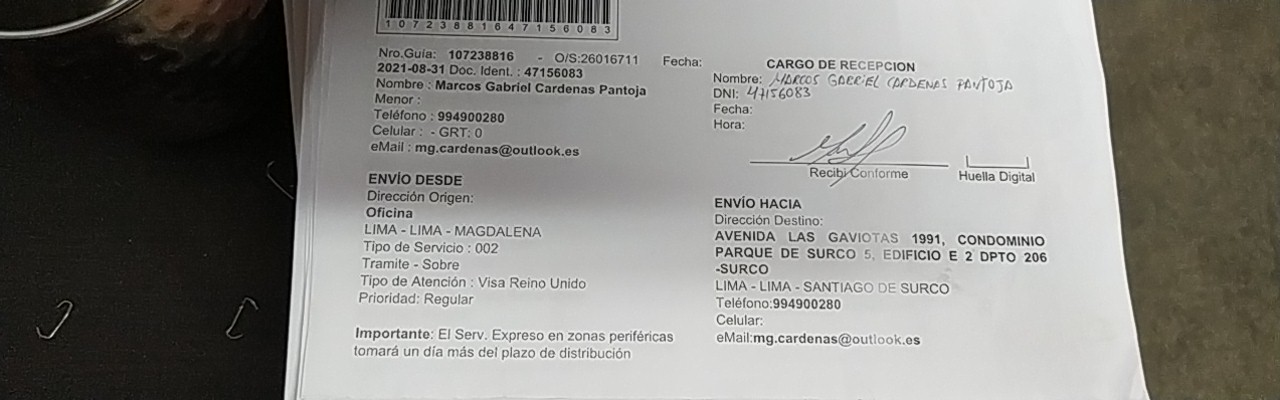 10723881647156083
Nro.Guía: 107238816 - O/S:26016711 Fecha:
2021-08-31 Doc. Ident. : 47156083
Nombre : Marcos Gabriel Cardenas Pantoja
Menor :
Teléfono : 994900280
Celular : - GRT: 0
eMail : mg.cardenas@outlook.es
ENVÍO DESDE
Dirección Origen:
Oficina
LIMA - LIMA - MAGDALENA
Tipo de Servicio : 002
Tramite - Sobre
Tipo de Atención : Visa Reino Unido
Prioridad: Regular
Importante: El Serv. Expreso en zonas periféricas
tomará un día más del plazo de distribución
CARGO DE RECEPCION
Nombre: MARCOS GABRIEL CARDENAS PANTOJA
DNI: 47156083
Fecha:
Hora:
Recibi Conforme
Huella Digital
ENVÍO HACIA
Dirección Destino:
AVENIDA LAS GAVIOTAS 1991, CONDOMINIO
PARQUE DE SURCO 5, EDIFICIO E 2 DPTO 206
-SURCO
LIMA - LIMA - SANTIAGO DE SURCO
Teléfono:994900280
Celular:
eMail:mg.cardenas@outlook.es